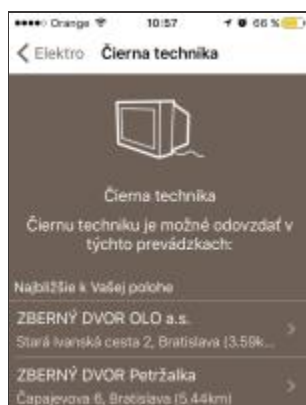 Orange 10:57 66 %
Elektro Čierna technika
Čierna technika
Čiernu techniku je možné odovzdať v
týchto prevádzkach:
Najbližšie k Vašej polohe
ZBERNÝ DVOR OLO a.s.
Stará Ivanská cesta 2, Bratislava (3.59k...
ZBERNÝ DVOR Petržalka
Čapajevova 6, Bratislava (5.44km)